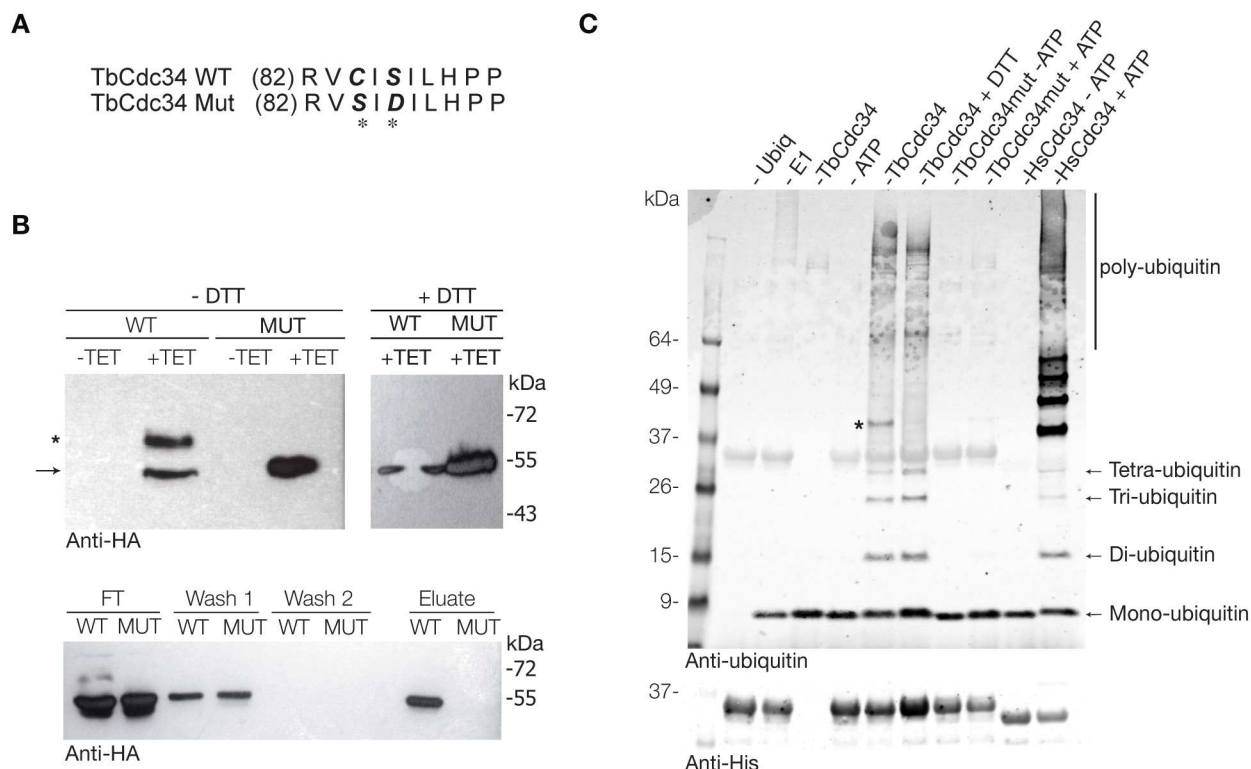 A
TbCdc34 WT (82) R V C I S I L H P P
TbCdc34 Mut (82) R V S I D I L H P P
* *
B
- DTT
+ DTT
WT MUT
WT MUT
-TET +TET -TET +TET
+TET +TET
kDa
-72
*
-55
→
-43
Anti-HA
FT Wash 1 Wash 2 Eluate
WT MUT WT MUT WT MUT WT MUT
kDa
-72
-55
Anti-HA
C
- Ubiq
- E1
-TbCdc34
- ATP
-TbCdc34
-TbCdc34 + DTT
-TbCdc34mut -ATP
-TbCdc34mut + ATP
-HsCdc34 - ATP
-HsCdc34 + ATP
kDa
poly-ubiquitin
64-
49-
*
37-
← Tetra-ubiquitin
26-
← Tri-ubiquitin
15-
← Di-ubiquitin
9-
← Mono-ubiquitin
Anti-ubiquitin
37-
Anti-His